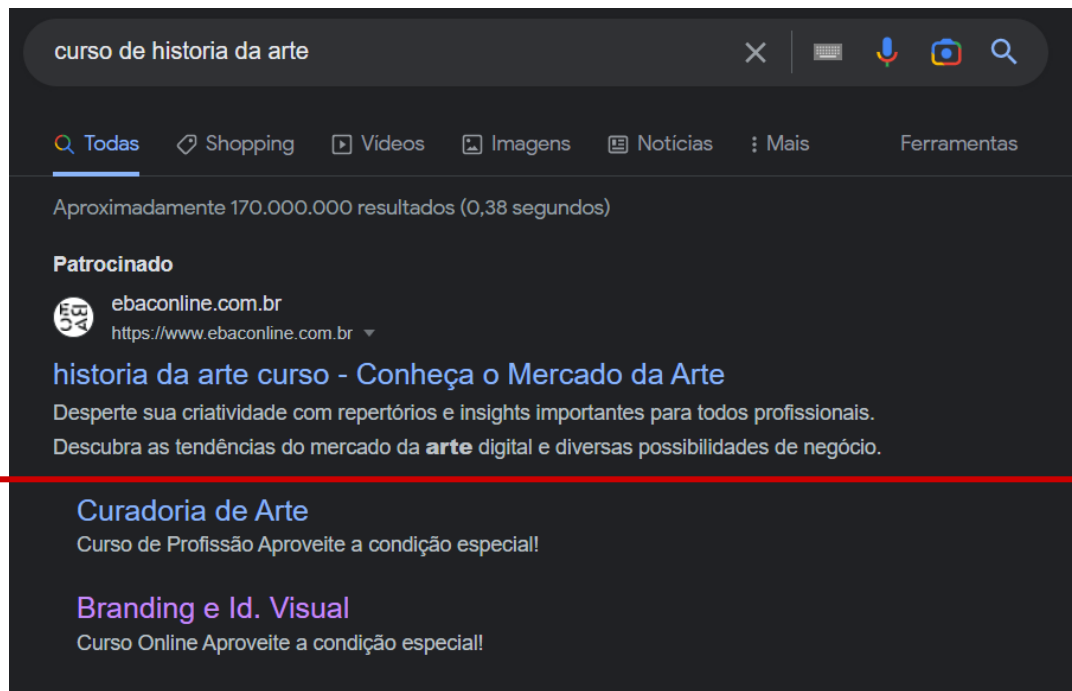 curso de historia da arte
Todas Shopping Vídeos Imagens Notícias Mais Ferramentas
Aproximadamente 170.000.000 resultados (0,38 segundos)
Patrocinado
ebaconline.com.br
https://www.ebaconline.com.br
historia da arte curso - Conheça o Mercado da Arte
Desperte sua criatividade com repertórios e insights importantes para todos profissionais.
Descubra as tendências do mercado da arte digital e diversas possibilidades de negócio.
Curadoria de Arte
Curso de Profissão Aproveite a condição especial!
Branding e Id. Visual
Curso Online Aproveite a condição especial!